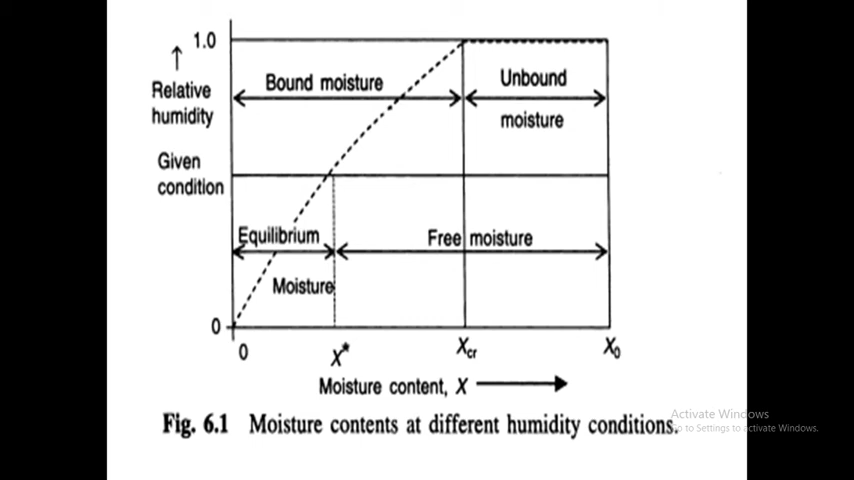 1.0
Relative
humidity
Bound moisture
Unbound
moisture
Given
condition
Equilibrium
Free moisture
Moisture
0
0
X*
Xcr
X0
Moisture content, X
Fig. 6.1 Moisture contents at different humidity conditions.
Activate Windows
Go to Settings to activate Windows.